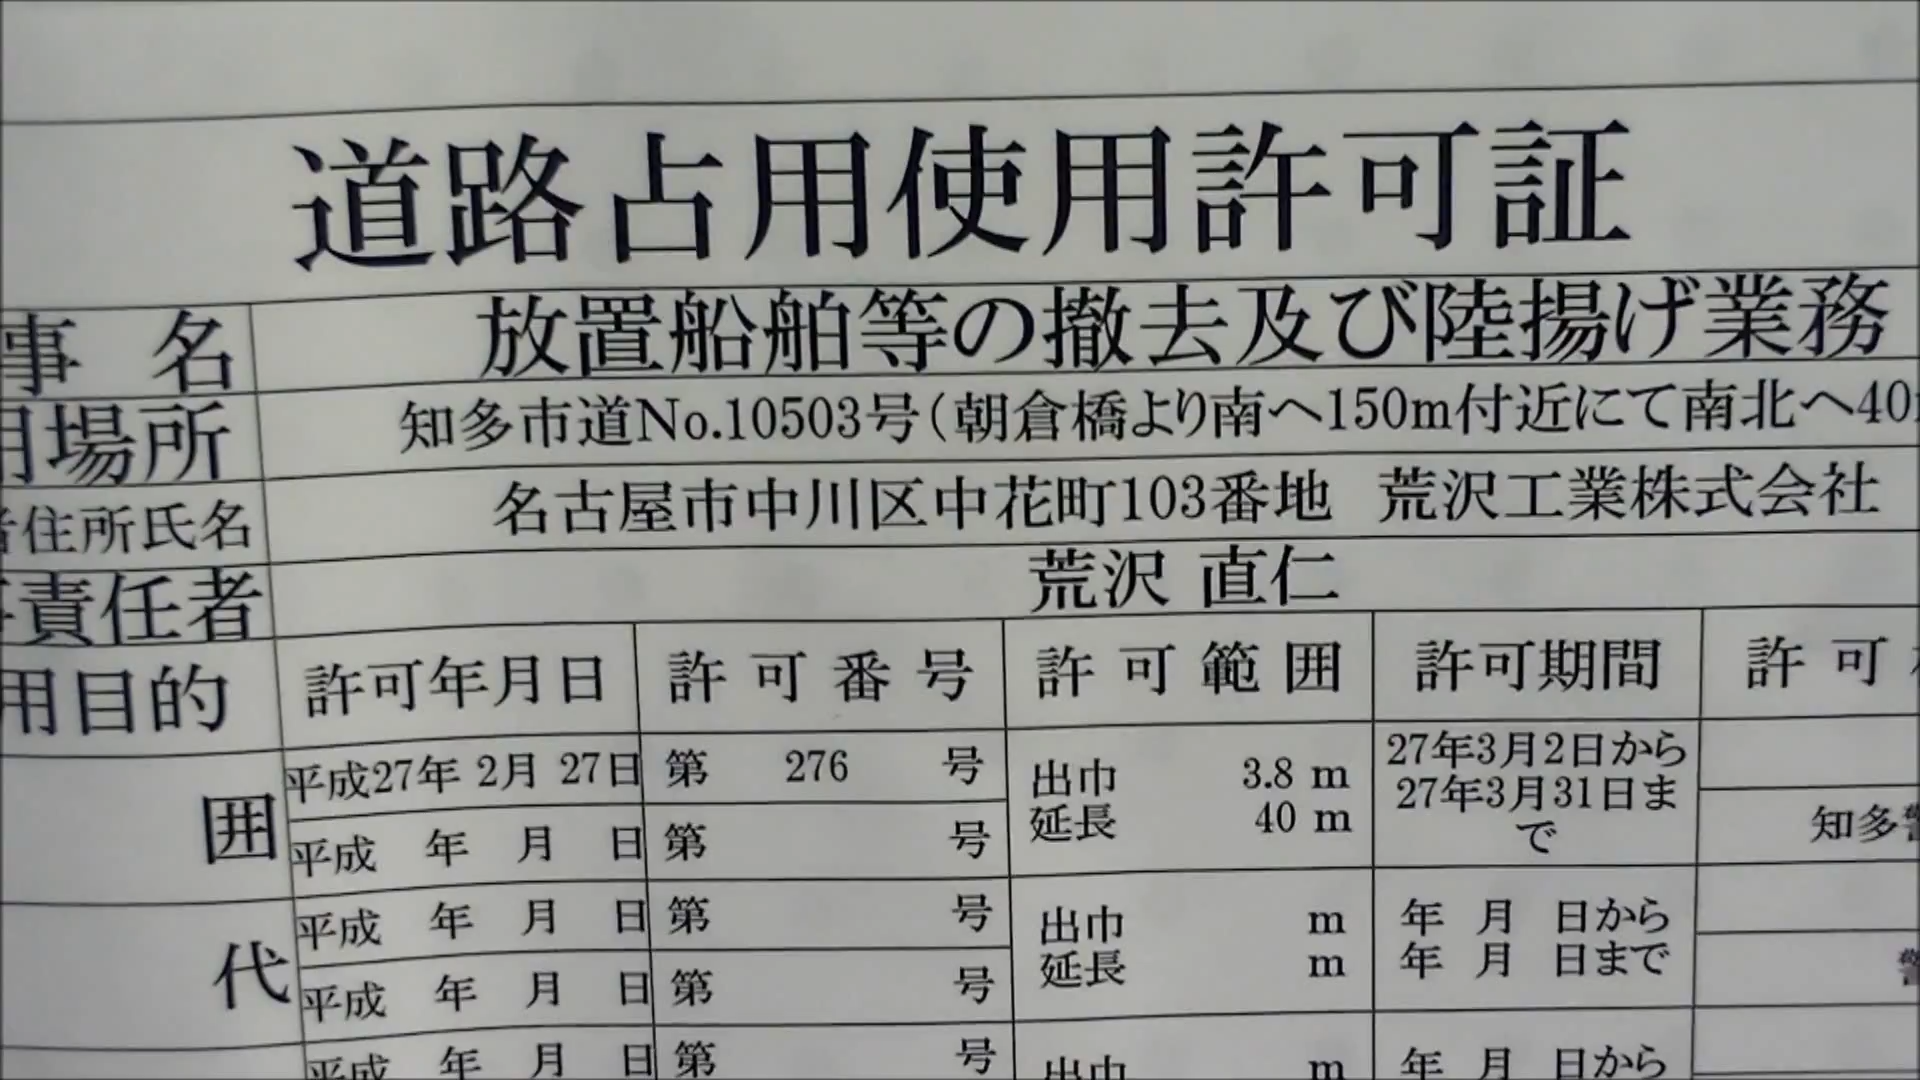 道路占用使用許可証
事 名 放置船舶等の撤去及び陸揚げ業務
用場所 知多市道No.10503号(朝倉橋より南へ150m付近にて南北へ40
住所氏名 名古屋市中川区中花町103番地 荒沢工業株式会社
責任者 荒沢 直仁
用目的 許可年月日 許可番号 許可範囲 許可期間 許可
囲 平成27年 2月 27日 第 276 号 出巾 3.8 m 27年3月2日から
平成 年 月 日 第 号 延長 40 m 27年3月31日まで
知多
代 平成 年 月 日 第 号 出巾 m 年 月 日から
平成 年 月 日 第 号 延長 m 年 月 日まで
平成 年 月 日 第 号 出巾 m 年 月 日から